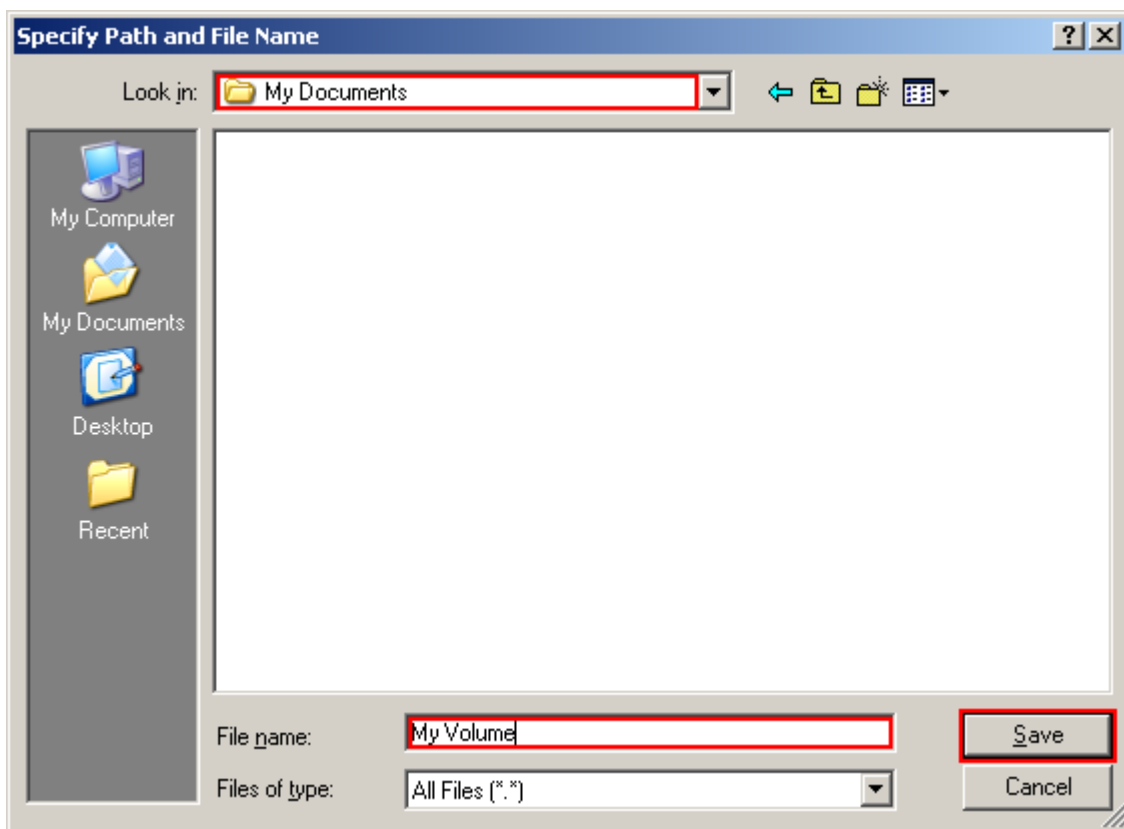 Specify Path and File Name
Look in: My Documents
My Computer
My Documents
Desktop
Recent
File name: My Volume Save
Files of type: All Files (*.*) Cancel